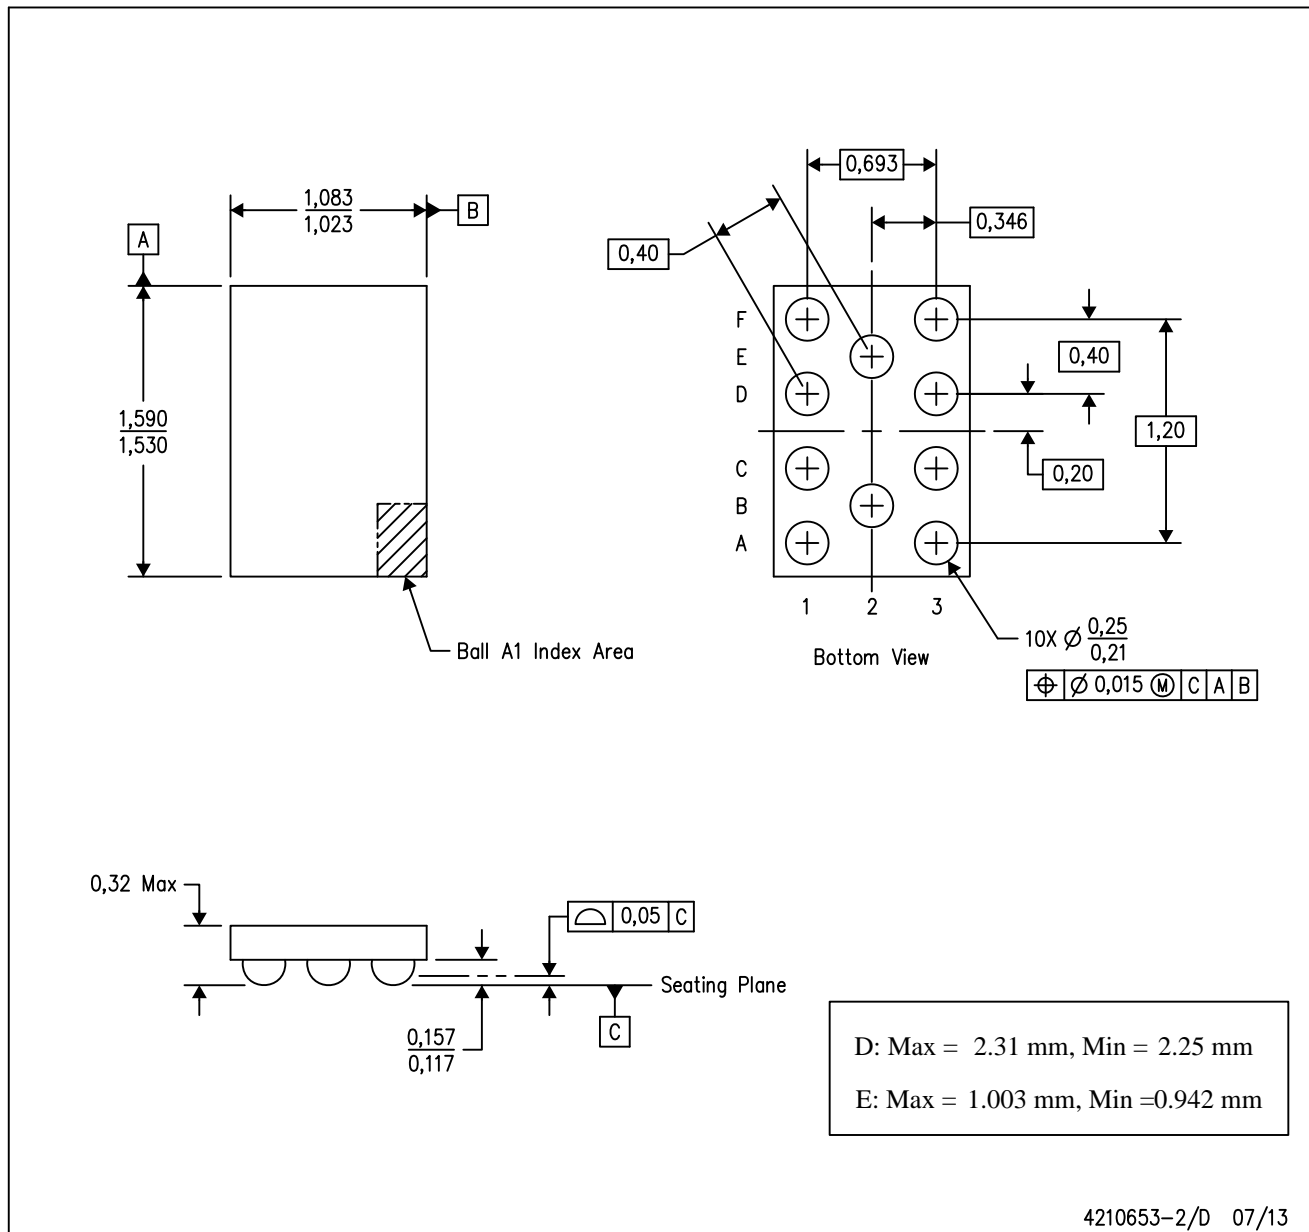 0,693
1,083
1,023
B
0,346
A
0,40
F
E
0,40
D
1,590
1,530
1,20
C
0,20
B
A
1 2 3
10X Ø 0,25
0,21
Ball A1 Index Area
Bottom View
⌖ Ø 0,015 Ⓜ C A B
0,32 Max
⌓ 0,05 C
Seating Plane
C
0,157
0,117
D: Max = 2.31 mm, Min = 2.25 mm
E: Max = 1.003 mm, Min =0.942 mm
4210653-2/D 07/13